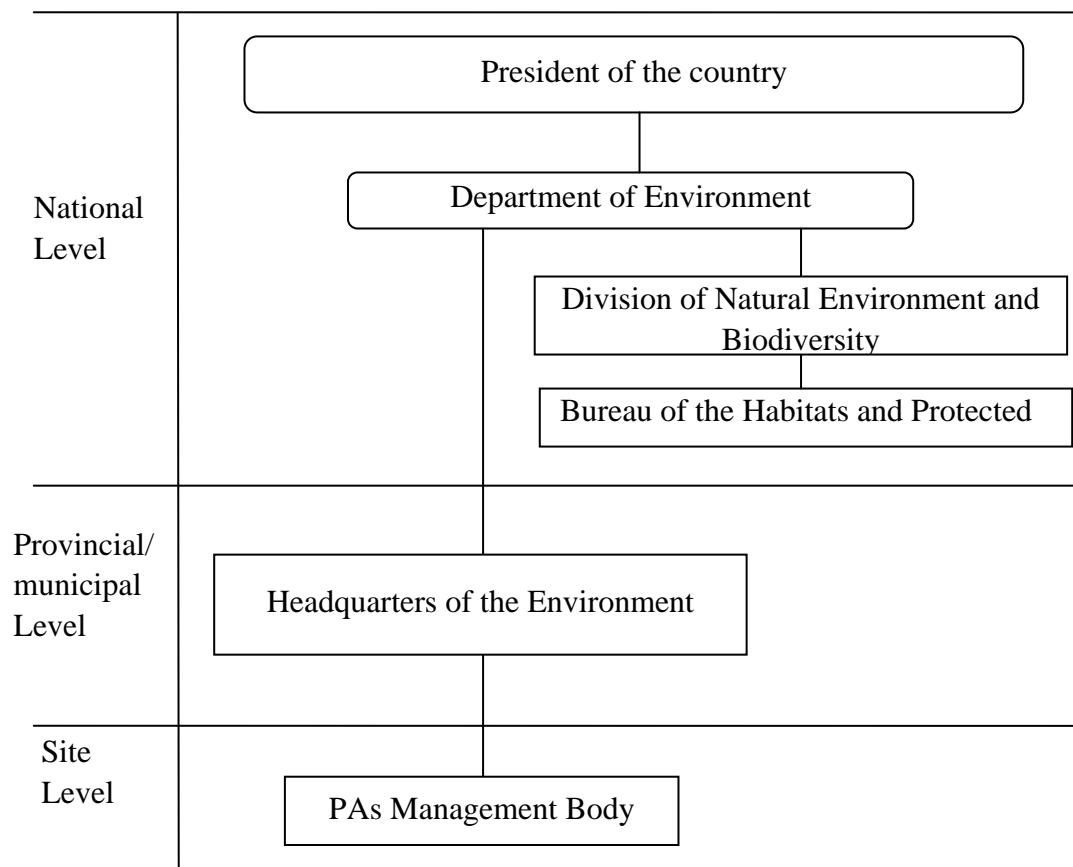 President of the country
National
Level
Department of Environment
Division of Natural Environment and
Biodiversity
Bureau of the Habitats and Protected
Provincial/
municipal
Level
Headquarters of the Environment
Site
Level
PAs Management Body